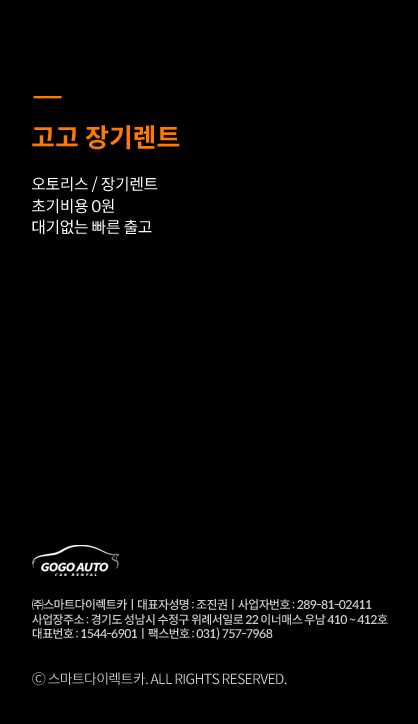 고고 장기렌트
오토리스 / 장기렌트
초기비용 0원
대기없는 빠른 출고
GOGO AUTO
CAR RENTAL
㈜스마트다이렉트카 | 대표자성명 : 조진권 | 사업자번호 : 289-81-02411
사업장주소 : 경기도 성남시 수정구 위례서일로 22 이너매스 우남 410 ~ 412호
대표번호 : 1544-6901 | 팩스번호 : 031) 757-7968
ⓒ 스마트다이렉트카. ALL RIGHTS RESERVED.